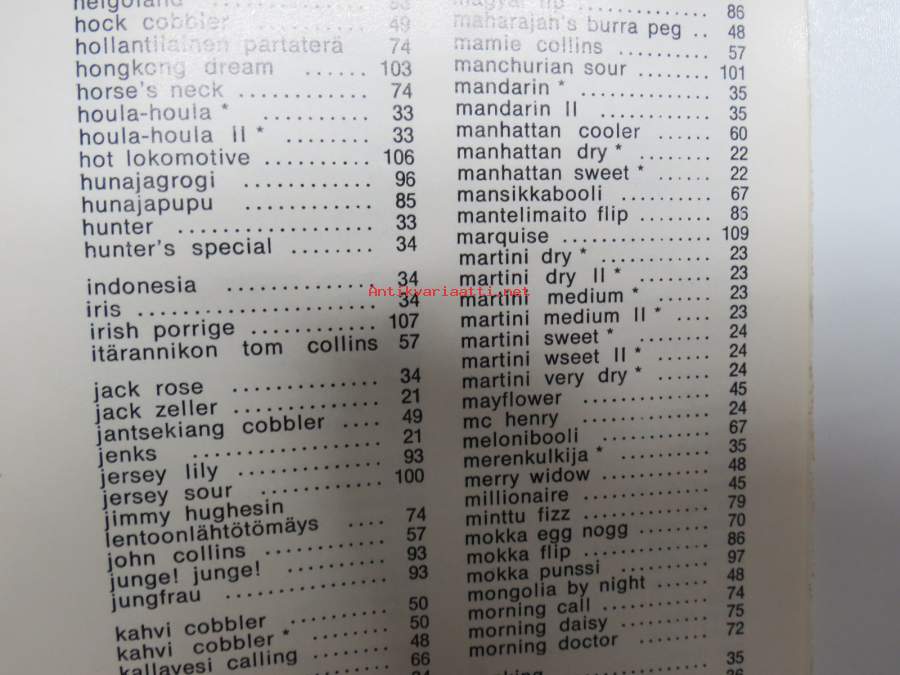 helgoland ........ 93
hock cobbler ........ 49
hollantilainen partaterä 74
hongkong dream ...... 103
horse's neck ............ 74
houla-houla * ........... 33
houla-houla II * ........ 33
hot lokomotive .......... 106
hunajagrogi ............ 96
hunajapupu ............ 85
hunter .................. 33
hunter's special ........ 34
indonesia .............. 34
iris ...................... 34
irish porrige ............ 107
itärannikon tom collins 57
jack rose .............. 34
jack zeller .............. 21
jantsekiang cobbler .... 49
jenks .................. 21
jersey lily .............. 93
jersey sour ............ 100
jimmy hughesin
lentoonlähtötömäys .... 74
john collins ............ 57
junge! junge! .......... 93
jungfrau ................ 93
kahvi cobbler .......... 50
kahvi cobbler * ........ 50
kallavesi calling ........ 48
66
magyar flip ............ 86
maharajah's burra peg .. 48
mamie collins .......... 57
manchurian sour ........ 101
mandarin * .............. 35
mandarin II ............ 35
manhattan cooler ...... 60
manhattan dry * ........ 22
manhattan sweet * ...... 22
mansikkabooli .......... 67
mantelimaito flip ........ 86
marquise ................ 109
martini dry * ............ 23
martini dry II * ........ 23
martini medium * ...... 23
martini medium II * .... 23
martini sweet * ........ 24
martini wseet II * ...... 24
martini very dry * ...... 24
mayflower .............. 45
mc henry .............. 24
melonibooli ............ 67
merenkulkija * .......... 35
merry widow .......... 48
millionaire .............. 45
minttu fizz .............. 79
mokka egg nogg ........ 70
mokka flip .............. 86
mokka punssi .......... 97
mongolia by night ...... 48
morning call ............ 74
morning daisy .......... 75
morning doctor ........ 72
35
Antikvariaatti.net